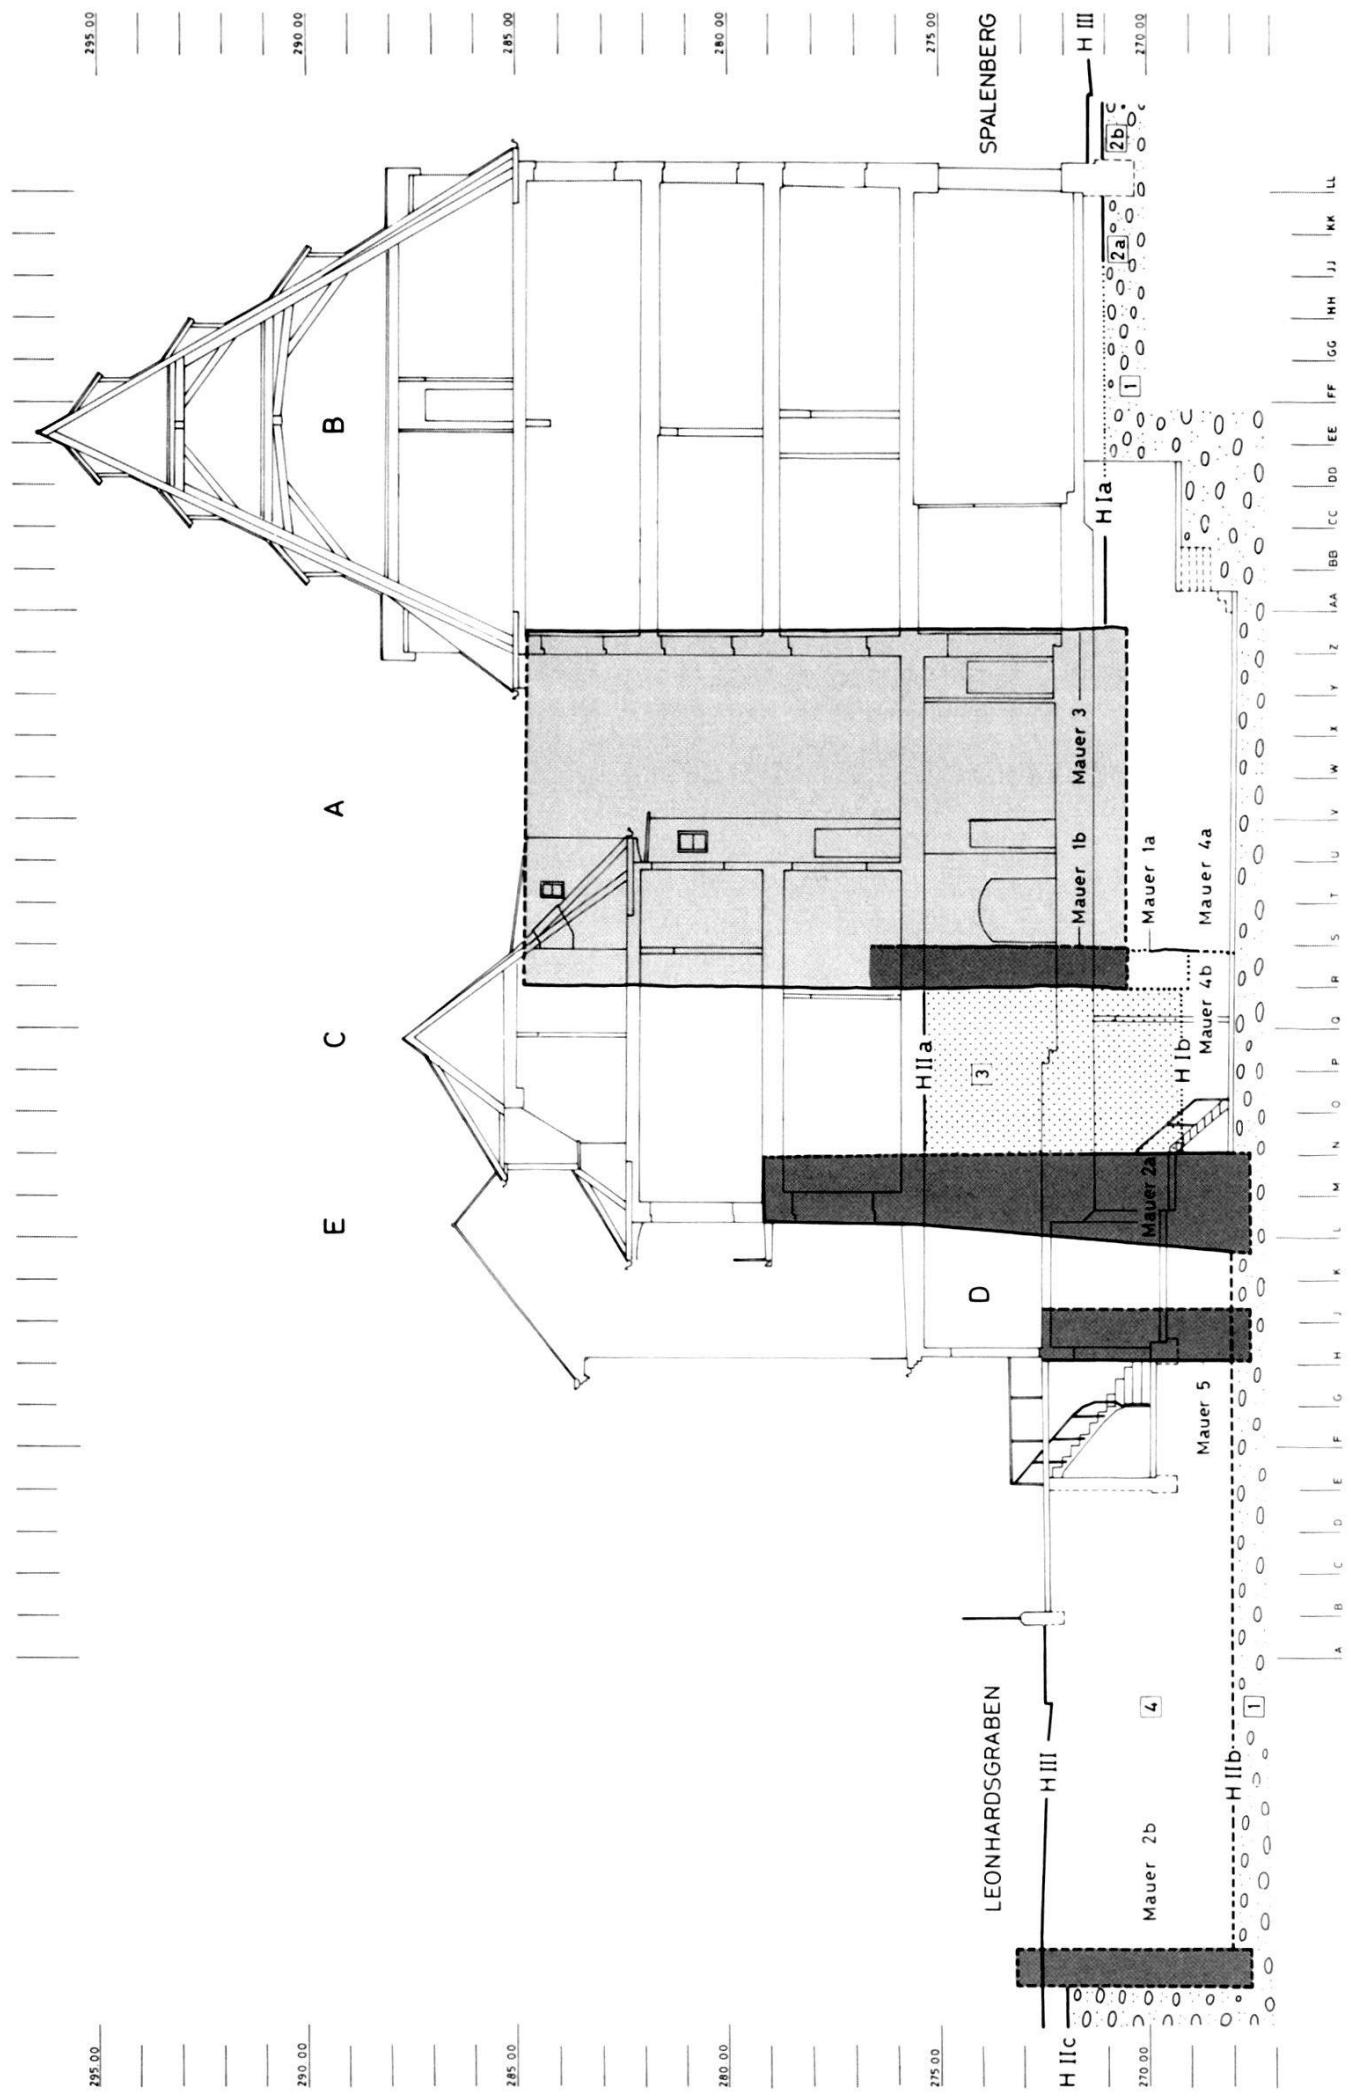 295.00 295.00
290.00 290.00
E C A B
285.00 285.00
280.00 280.00
275.00 275.00
H IIa
D 3
LEONHARDSGRABEN SPALENBERG
H III
H IIc
Mauer 1b Mauer 3
H III
H Ia
2a 2b
1
270.00 270.00
Mauer 2b 4 Mauer 2a Mauer 1a
H Ib
Mauer 5 Mauer 4b Mauer 4a
H IIb
1
A B C D E F G H J K L M N O P Q R S T U V W X Y Z AA BB CC DD EE FF GG HH JJ KK LL